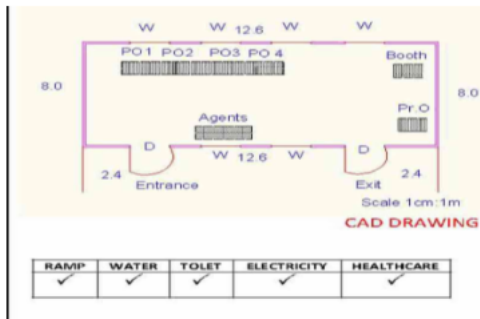 W W 12.6 W W
PO1 PO2 PO3 PO 4 Booth
8.0 8.0
Pr.O
Agents
D W 12.6 W D
2.4 Entrance Exit 2.4
Scale 1cm:1m
CAD DRAWING
RAMP WATER TOLET ELECTRICITY HEALTHCARE
✓ ✓ ✓ ✓ ✓